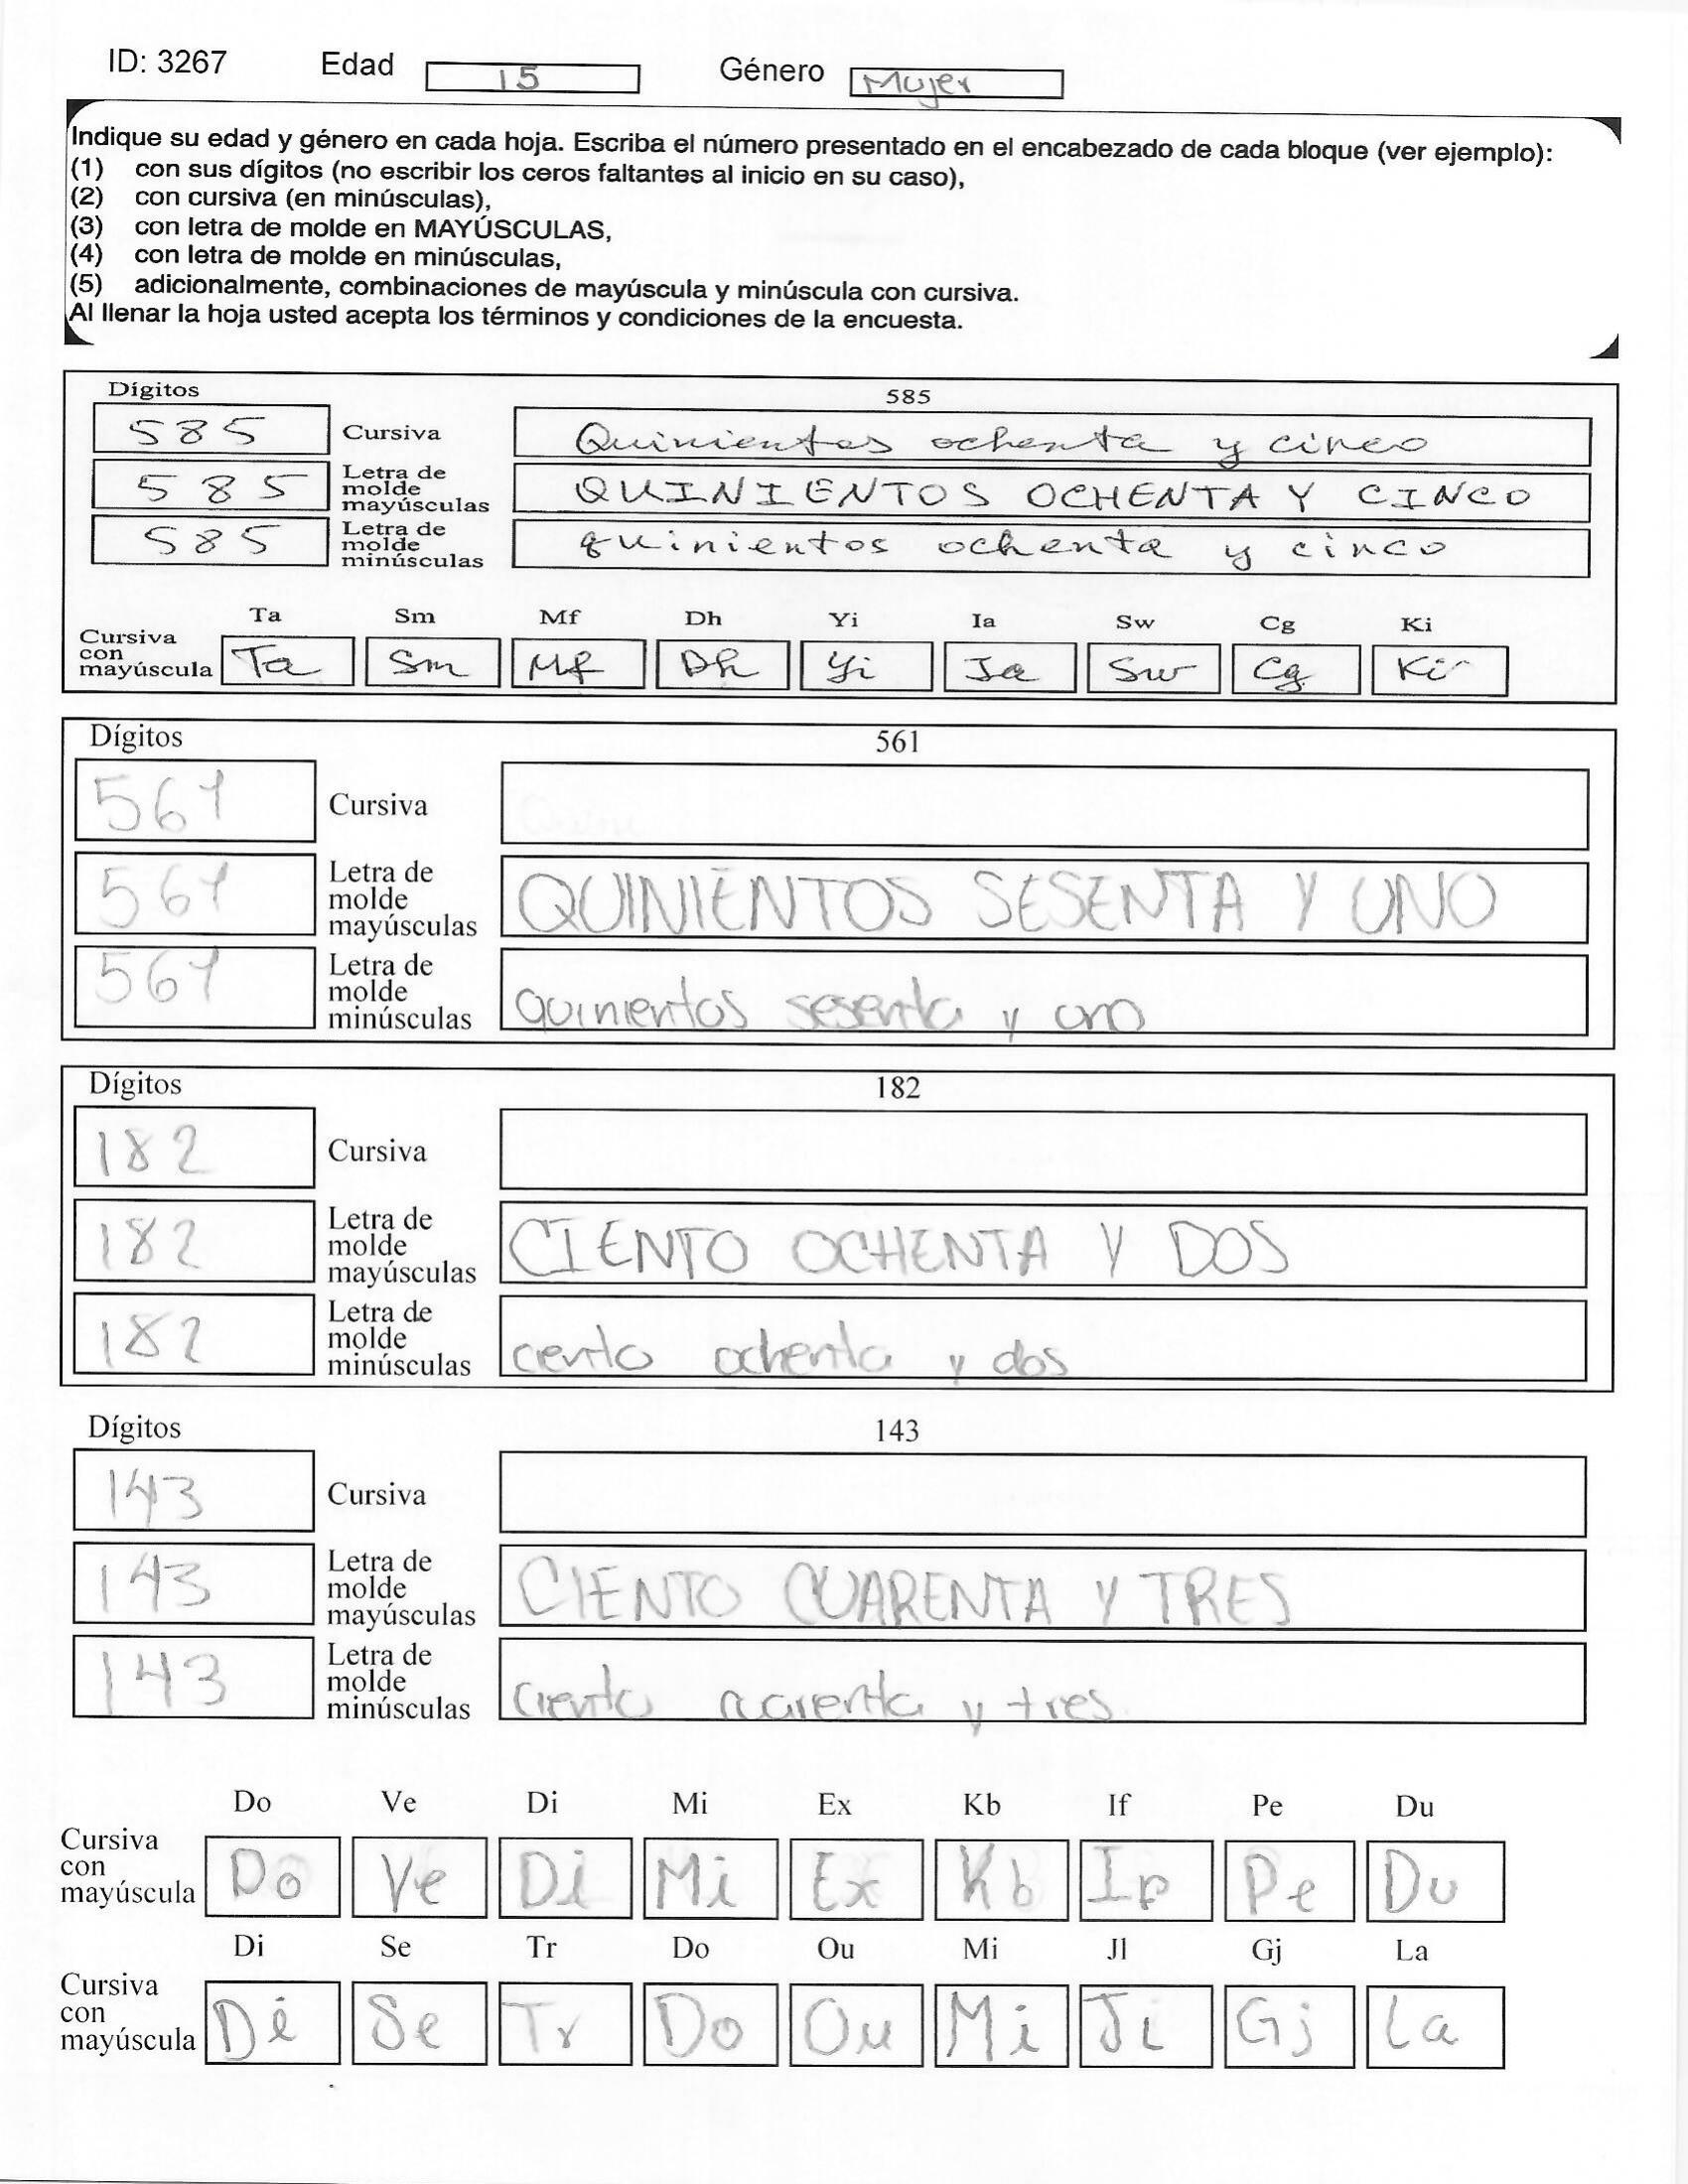 ID: 3267 Edad 15 Género Mujer
Indique su edad y género en cada hoja. Escriba el número presentado en el encabezado de cada bloque (ver ejemplo):
(1) con sus dígitos (no escribir los ceros faltantes al inicio en su caso),
(2) con cursiva (en minúsculas),
(3) con letra de molde en MAYÚSCULAS,
(4) con letra de molde en minúsculas,
(5) adicionalmente, combinaciones de mayúscula y minúscula con cursiva.
Al llenar la hoja usted acepta los términos y condiciones de la encuesta.
Dígitos 585
585 Cursiva Quinientos ochenta y cinco
585 Letra de molde mayúsculas QUINIENTOS OCHENTA Y CINCO
585 Letra de molde minúsculas quinientos ochenta y cinco
Ta Sm Mf Dh Yi Ia Sw Cg Ki
Cursiva con mayúscula Ta Sm Mf Dh Yi Ia Sw Cg Ki
Dígitos 561
561 Cursiva
561 Letra de molde mayúsculas QUINIENTOS SESENTA Y UNO
561 Letra de molde minúsculas quinientos sesenta y uno
Dígitos 182
182 Cursiva
182 Letra de molde mayúsculas CIENTO OCHENTA Y DOS
182 Letra de molde minúsculas ciento ochenta y dos
Dígitos 143
143 Cursiva
143 Letra de molde mayúsculas CIENTO CUARENTA Y TRES
143 Letra de molde minúsculas ciento cuarenta y tres
Do Ve Di Mi Ex Kb If Pe Du
Cursiva con mayúscula Do Ve Di Mi Ex Kb If Pe Du
Di Se Tr Do Ou Mi Jl Gj La
Cursiva con mayúscula Di Se Tr Do Ou Mi Ji Gj La